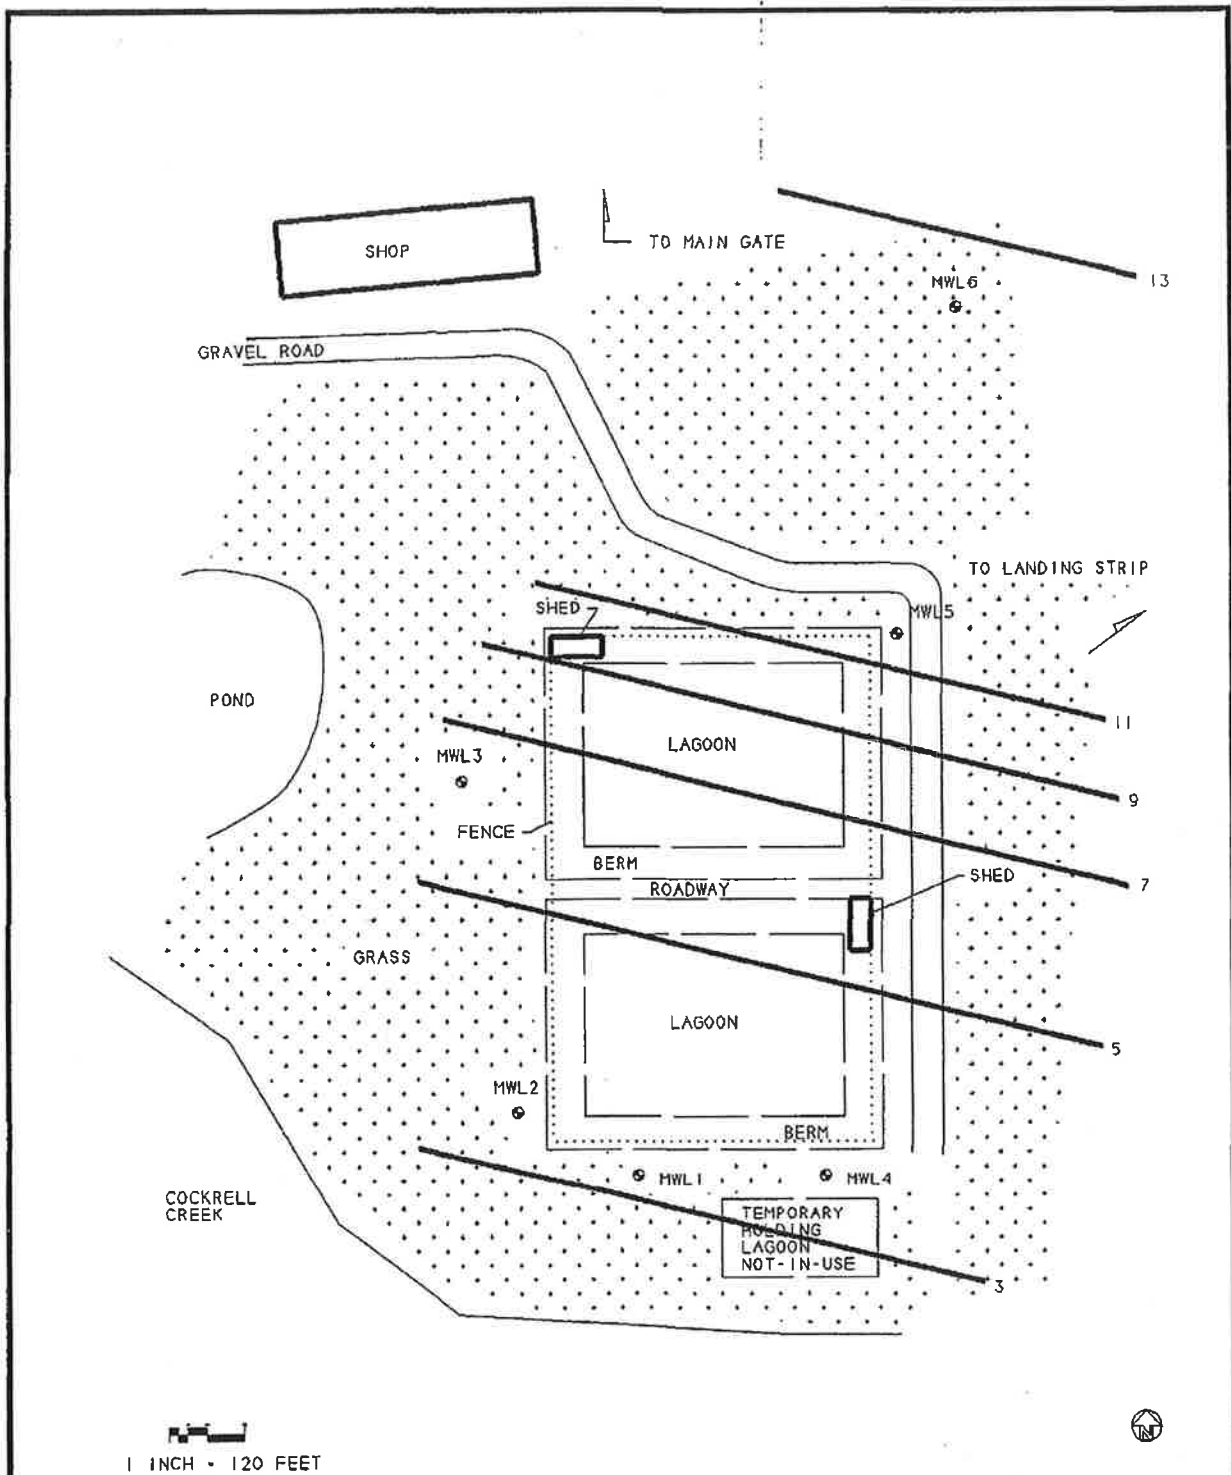 SHOP
TO MAIN GATE
13
MWL6
GRAVEL ROAD
TO LANDING STRIP
SHED
MWL5
POND
11
LAGOON
MWL3
9
FENCE
BERM
ROADWAY
SHED
7
GRASS
LAGOON
5
MWL2
BERM
MWL1
MWL4
COCKRELL
CREEK
TEMPORARY
HOLDING
LAGOON
NOT-IN-USE
3
N
1 INCH - 120 FEET